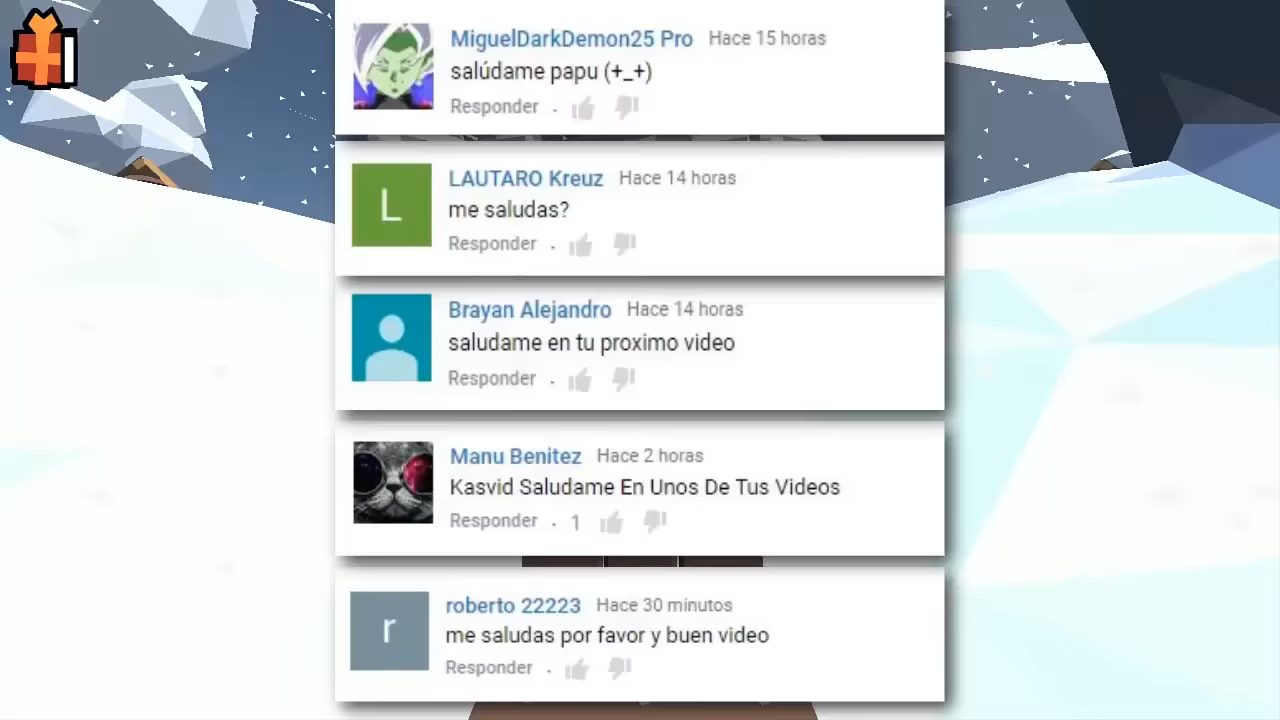 MiguelDarkDemon25 Pro Hace 15 horas
salúdame papu (+_+)
Responder .
L
LAUTARO Kreuz Hace 14 horas
me saludas?
Responder .
Brayan Alejandro Hace 14 horas
saludame en tu proximo video
Responder .
Manu Benitez Hace 2 horas
Kasvid Saludame En Unos De Tus Videos
Responder . 1
r
roberto 22223 Hace 30 minutos
me saludas por favor y buen video
Responder .